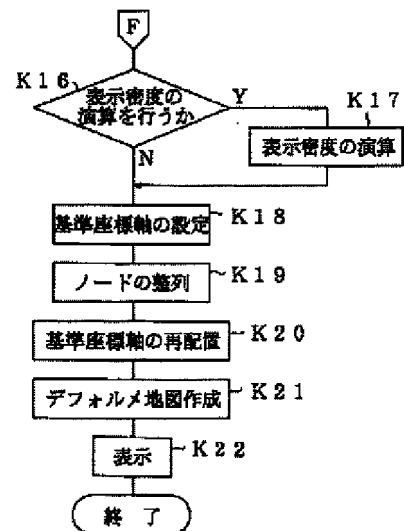 F
K16
表示密度の
演算を行うか
Y
K17
表示密度の演算
N
基準座標軸の設定
K18
ノードの整列
K19
基準座標軸の再配置
K20
デフォルメ地図作成
K21
表示
K22
終 了